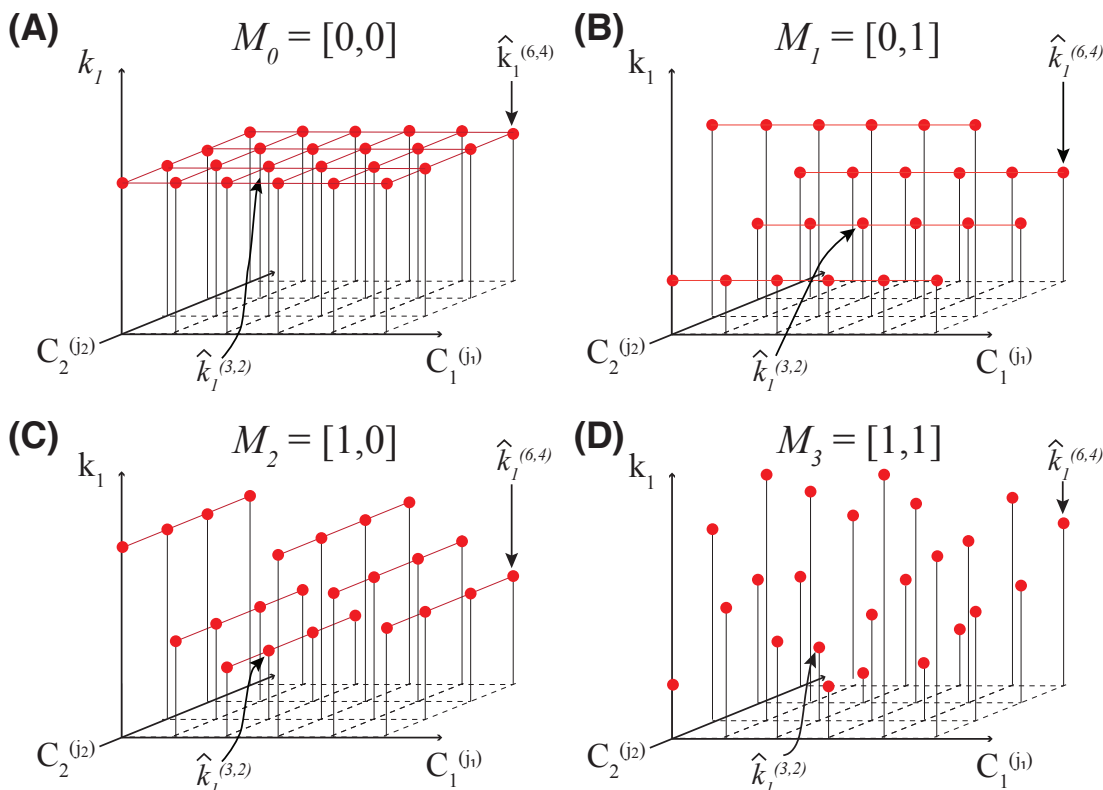 (A) M₀ = [0,0]
k₁
k̂₁⁽⁶,⁴⁾
C₂⁽ʲ²⁾
k̂₁⁽³,²⁾
C₁⁽ʲ¹⁾
(B) M₁ = [0,1]
k₁
k̂₁⁽⁶,⁴⁾
C₂⁽ʲ²⁾
k̂₁⁽³,²⁾
C₁⁽ʲ¹⁾
(C) M₂ = [1,0]
k₁
k̂₁⁽⁶,⁴⁾
C₂⁽ʲ²⁾
k̂₁⁽³,²⁾
C₁⁽ʲ¹⁾
(D) M₃ = [1,1]
k₁
k̂₁⁽⁶,⁴⁾
C₂⁽ʲ²⁾
k̂₁⁽³,²⁾
C₁⁽ʲ¹⁾